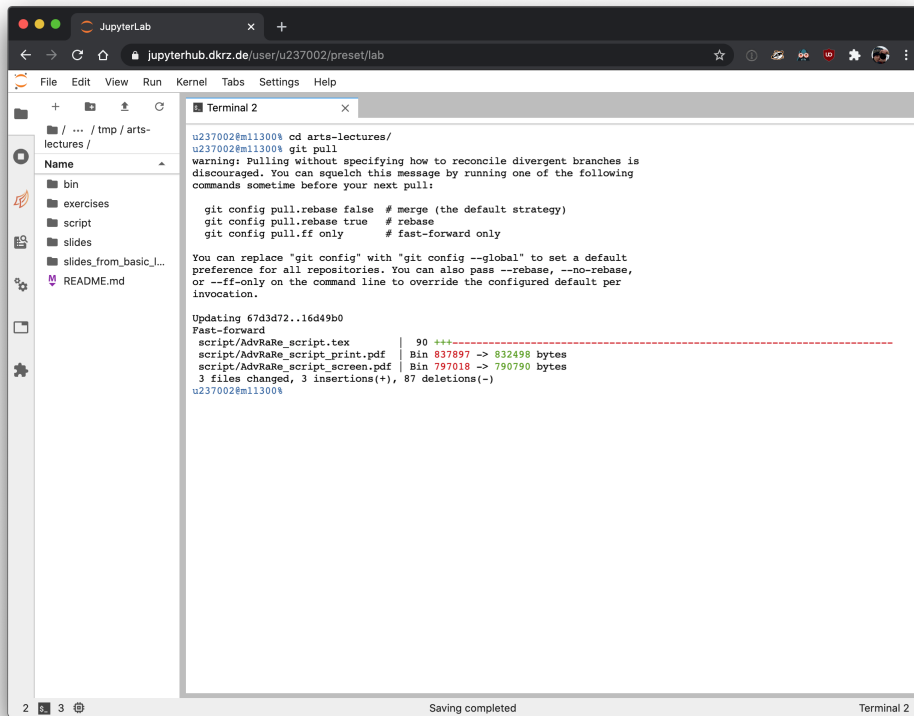 JupyterLab
jupyterhub.dkrz.de/user/u237002/preset/lab
File Edit View Run Kernel Tabs Settings Help
/ ··· / tmp / arts-
lectures /
Name
bin
exercises
script
slides
slides_from_basic_l...
README.md
Terminal 2
u237002@m11300% cd arts-lectures/
u237002@m11300% git pull
warning: Pulling without specifying how to reconcile divergent branches is
discouraged. You can squelch this message by running one of the following
commands sometime before your next pull:
git config pull.rebase false  # merge (the default strategy)
git config pull.rebase true   # rebase
git config pull.ff only       # fast-forward only
You can replace "git config" with "git config --global" to set a default
preference for all repositories. You can also pass --rebase, --no-rebase,
or --ff-only on the command line to override the configured default per
invocation.
Updating 67d3d72..16d49b0
Fast-forward
script/AdvRaRe_script.tex        |  90 +++---------------------------------------------------------------------------------------
script/AdvRaRe_script_print.pdf  | Bin 837897 -> 832498 bytes
script/AdvRaRe_script_screen.pdf | Bin 797018 -> 790790 bytes
3 files changed, 3 insertions(+), 87 deletions(-)
u237002@m11300%
2 $_ 3 Saving completed Terminal 2